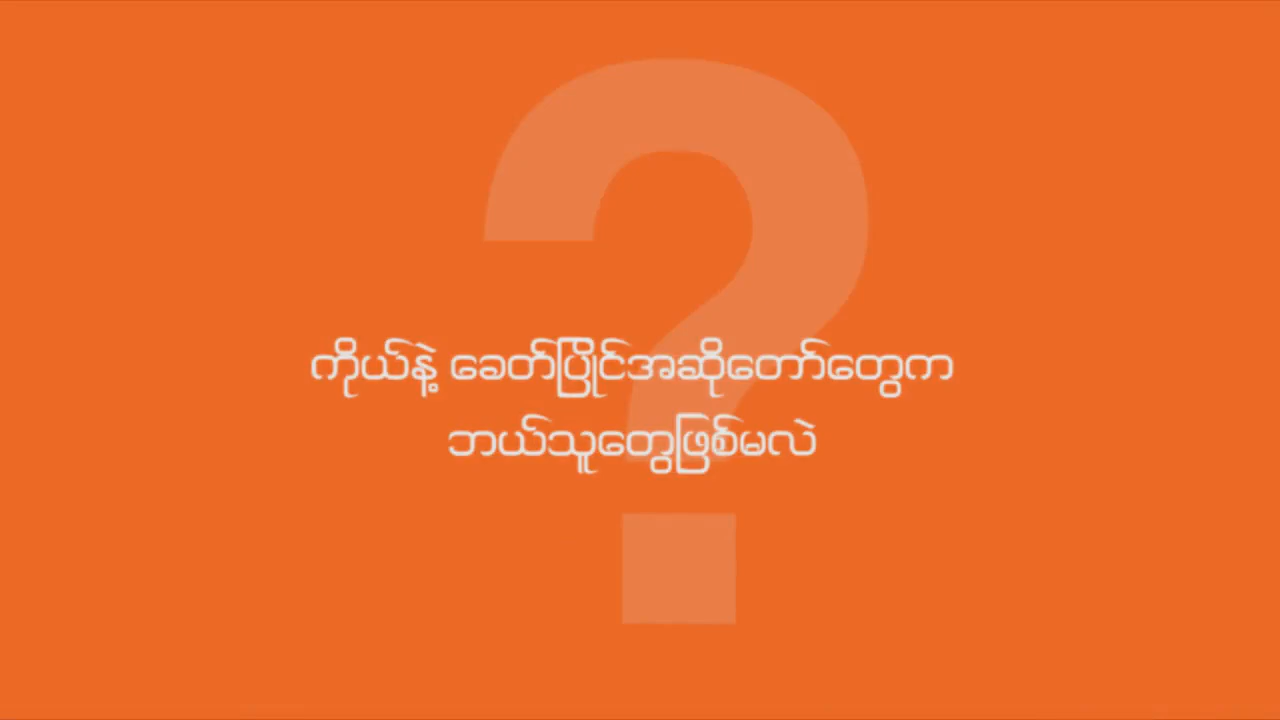 ကိုယ်နဲ့ ခေတ်ပြိုင်အဆိုတော်တွေက
ဘယ်သူတွေဖြစ်မလဲ
?